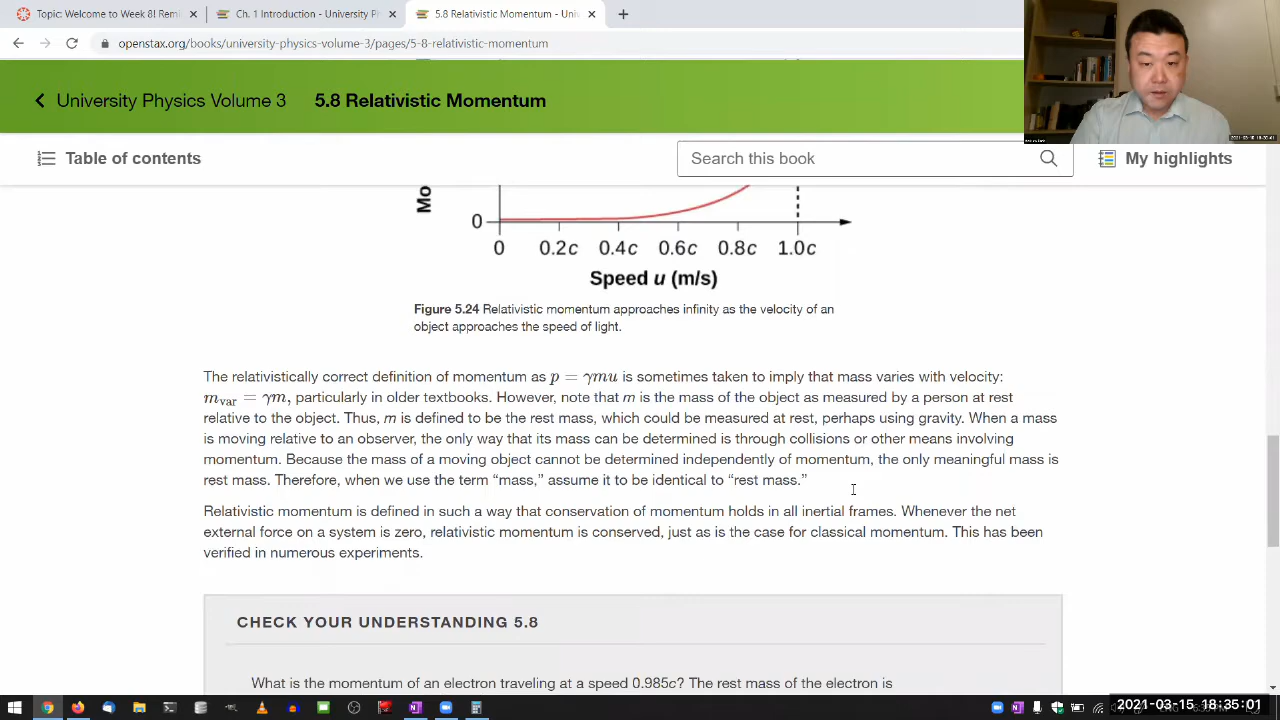 Topic: Welcome to Week 8! Remi
Ch. 1 Introduction - University P
5.8 Relativistic Momentum - Uni
openstax.org/books/university-physics-volume-3/pages/5-8-relativistic-momentum
University Physics Volume 3 5.8 Relativistic Momentum
Table of contents
Search this book
My highlights
Mo
0
0 0.2c 0.4c 0.6c 0.8c 1.0c
Speed u (m/s)
Figure 5.24 Relativistic momentum approaches infinity as the velocity of an
object approaches the speed of light.
The relativistically correct definition of momentum as p = γmu is sometimes taken to imply that mass varies with velocity:
m_var = γm, particularly in older textbooks. However, note that m is the mass of the object as measured by a person at rest
relative to the object. Thus, m is defined to be the rest mass, which could be measured at rest, perhaps using gravity. When a mass
is moving relative to an observer, the only way that its mass can be determined is through collisions or other means involving
momentum. Because the mass of a moving object cannot be determined independently of momentum, the only meaningful mass is
rest mass. Therefore, when we use the term “mass,” assume it to be identical to “rest mass.”
Relativistic momentum is defined in such a way that conservation of momentum holds in all inertial frames. Whenever the net
external force on a system is zero, relativistic momentum is conserved, just as is the case for classical momentum. This has been
verified in numerous experiments.
CHECK YOUR UNDERSTANDING 5.8
What is the momentum of an electron traveling at a speed 0.985c? The rest mass of the electron is
2021-03-15 18:35:01